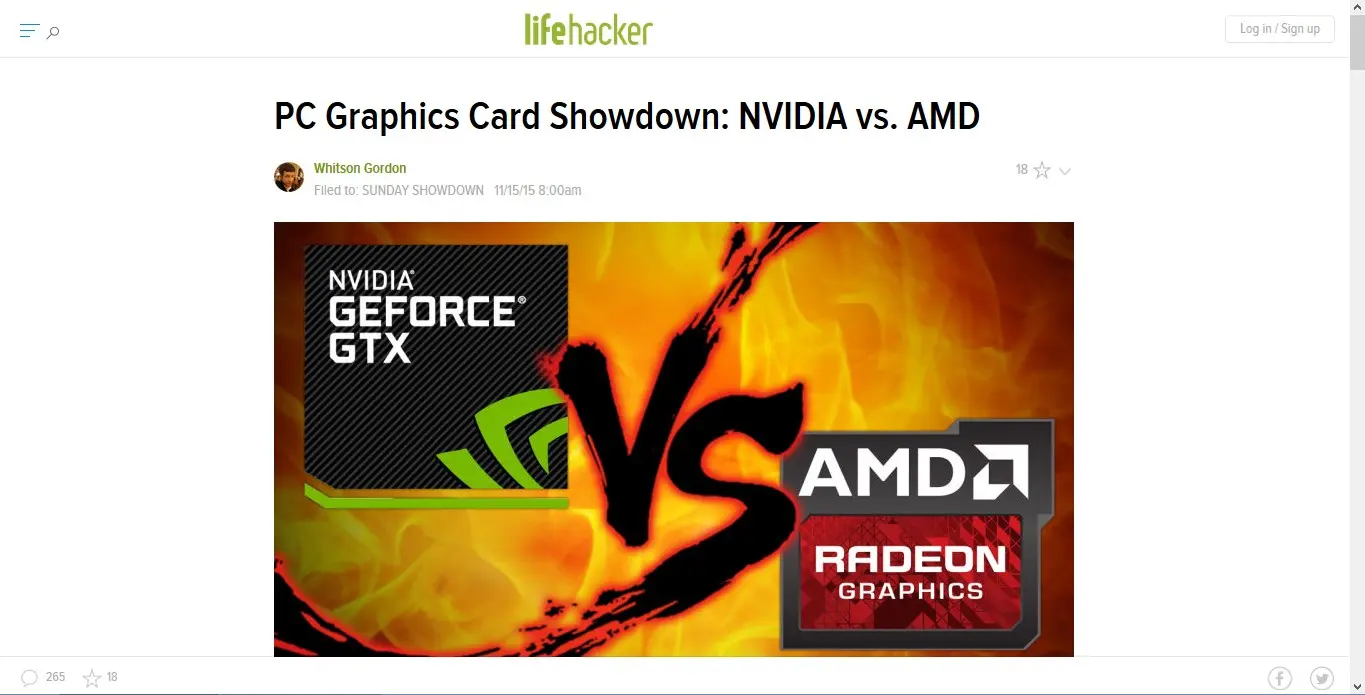 lifehacker
Log in / Sign up
PC Graphics Card Showdown: NVIDIA vs. AMD
Whitson Gordon
Filed to: SUNDAY SHOWDOWN 11/15/15 8:00am
18
NVIDIA®
GEFORCE®
GTX
VS
AMD
RADEON
GRAPHICS
265 18